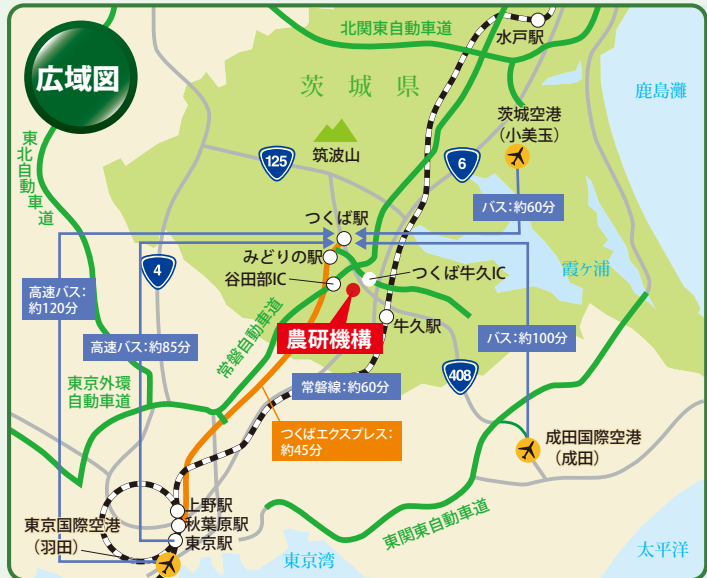 広域図
北関東自動車道
水戸駅
茨城県
鹿島灘
茨城空港
(小美玉)
東北自動車道
筑波山
125
6
バス：約60分
つくば駅
みどりの駅
谷田部IC
つくば牛久IC
霞ヶ浦
4
高速バス：
約120分
高速バス：約85分
農研機構
牛久駅
バス：約100分
常磐自動車道
東京外環
自動車道
常磐線：約60分
408
つくばエクスプレス：
約45分
成田国際空港
(成田)
上野駅
秋葉原駅
東京駅
東京国際空港
(羽田)
東関東自動車道
東京湾
太平洋